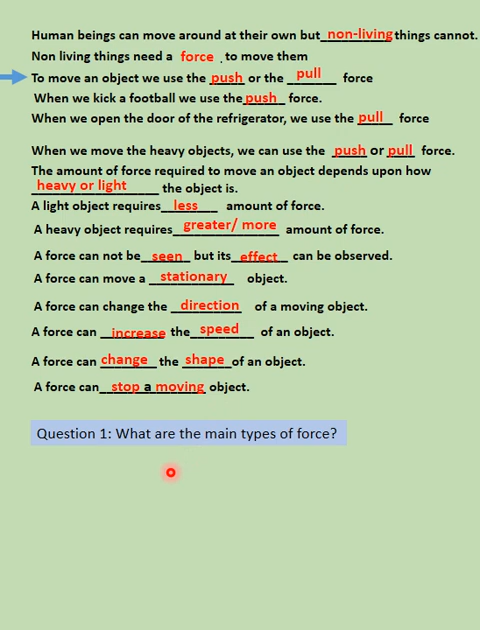 Human beings can move around at their own but non-living things cannot.
Non living things need a force , to move them
To move an object we use the push or the pull force
When we kick a football we use the push force.
When we open the door of the refrigerator, we use the pull force
When we move the heavy objects, we can use the push or pull force.
The amount of force required to move an object depends upon how
heavy or light the object is.
A light object requires less amount of force.
A heavy object requires greater/ more amount of force.
A force can not be seen but its effect can be observed.
A force can move a stationary object.
A force can change the direction of a moving object.
A force can increase the speed of an object.
A force can change the shape of an object.
A force can stop a moving object.
Question 1: What are the main types of force?